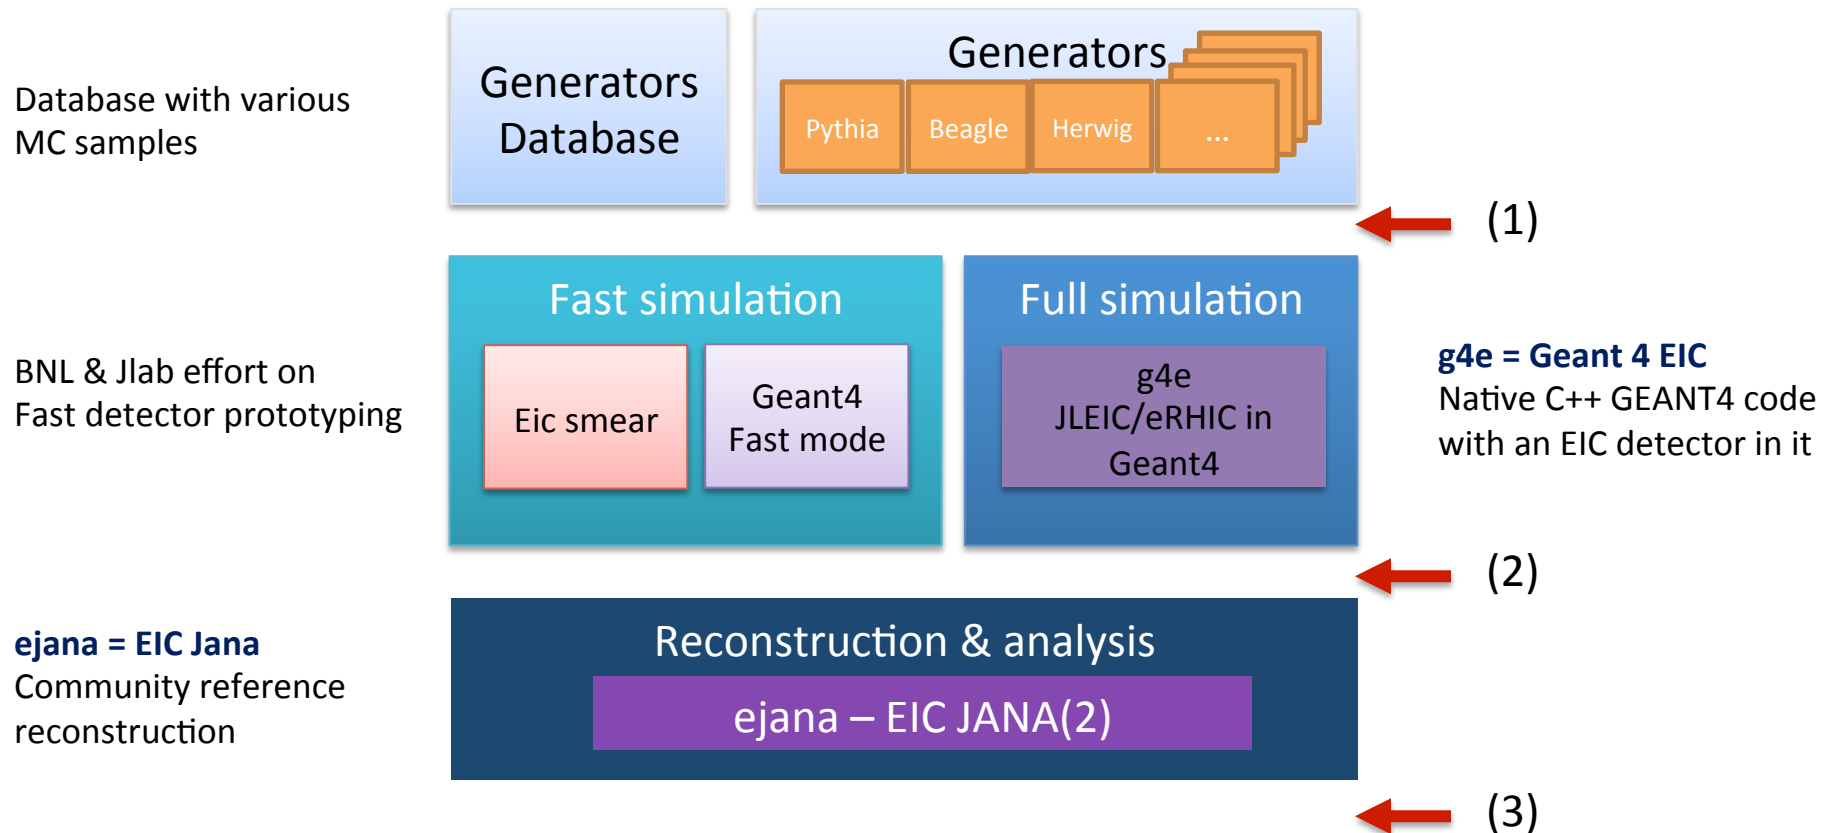 Database with various
MC samples
Generators
Database
Generators
Pythia
Beagle
Herwig
...
(1)
BNL & Jlab effort on
Fast detector prototyping
Fast simulation
Eic smear
Geant4
Fast mode
Full simulation
g4e
JLEIC/eRHIC in
Geant4
g4e = Geant 4 EIC
Native C++ GEANT4 code
with an EIC detector in it
(2)
ejana = EIC Jana
Community reference
reconstruction
Reconstruction & analysis
ejana – EIC JANA(2)
(3)